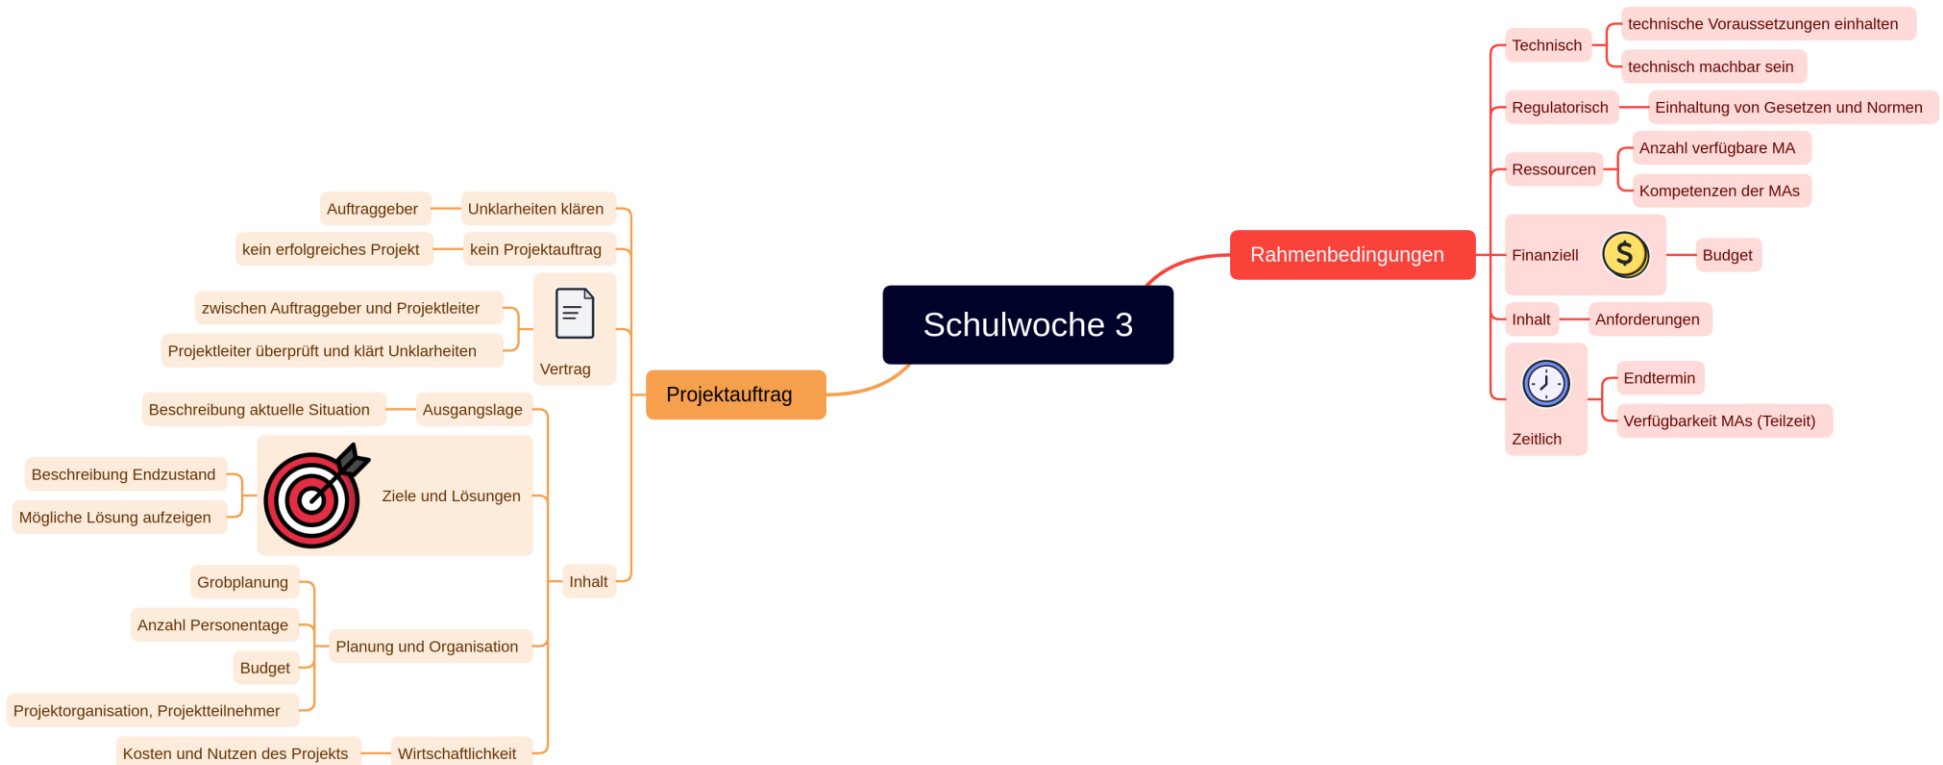 Schulwoche 3
Rahmenbedingungen
Technisch
technische Voraussetzungen einhalten
technisch machbar sein
Regulatorisch
Einhaltung von Gesetzen und Normen
Ressourcen
Anzahl verfügbare MA
Kompetenzen der MAs
Finanziell
$
Budget
Inhalt
Anforderungen
Zeitlich
Endtermin
Verfügbarkeit MAs (Teilzeit)
Projektauftrag
Unklarheiten klären
Auftraggeber
kein Projektauftrag
kein erfolgreiches Projekt
Vertrag
zwischen Auftraggeber und Projektleiter
Projektleiter überprüft und klärt Unklarheiten
Inhalt
Ausgangslage
Beschreibung aktuelle Situation
Ziele und Lösungen
Beschreibung Endzustand
Mögliche Lösung aufzeigen
Planung und Organisation
Grobplanung
Anzahl Personentage
Budget
Projektorganisation, Projektteilnehmer
Wirtschaftlichkeit
Kosten und Nutzen des Projekts